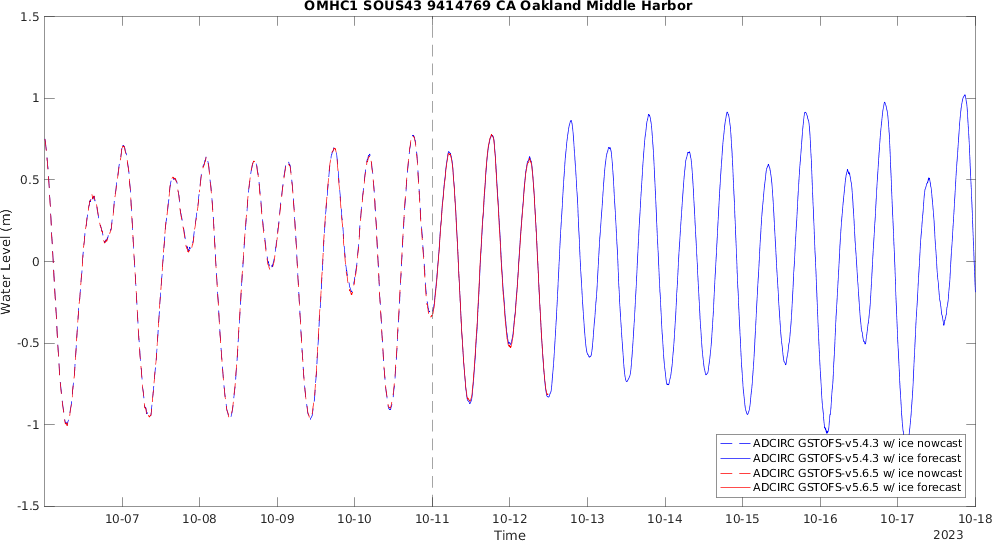 OMHC1 SOUS43 9414769 CA Oakland Middle Harbor
1.5
1
0.5
0
-0.5
-1
-1.5
Water Level (m)
10-07 10-08 10-09 10-10 10-11 10-12 10-13 10-14 10-15 10-16 10-17 10-18
Time
2023
ADCIRC GSTOFS-v5.4.3 w/ ice nowcast
ADCIRC GSTOFS-v5.4.3 w/ ice forecast
ADCIRC GSTOFS-v5.6.5 w/ ice nowcast
ADCIRC GSTOFS-v5.6.5 w/ ice forecast